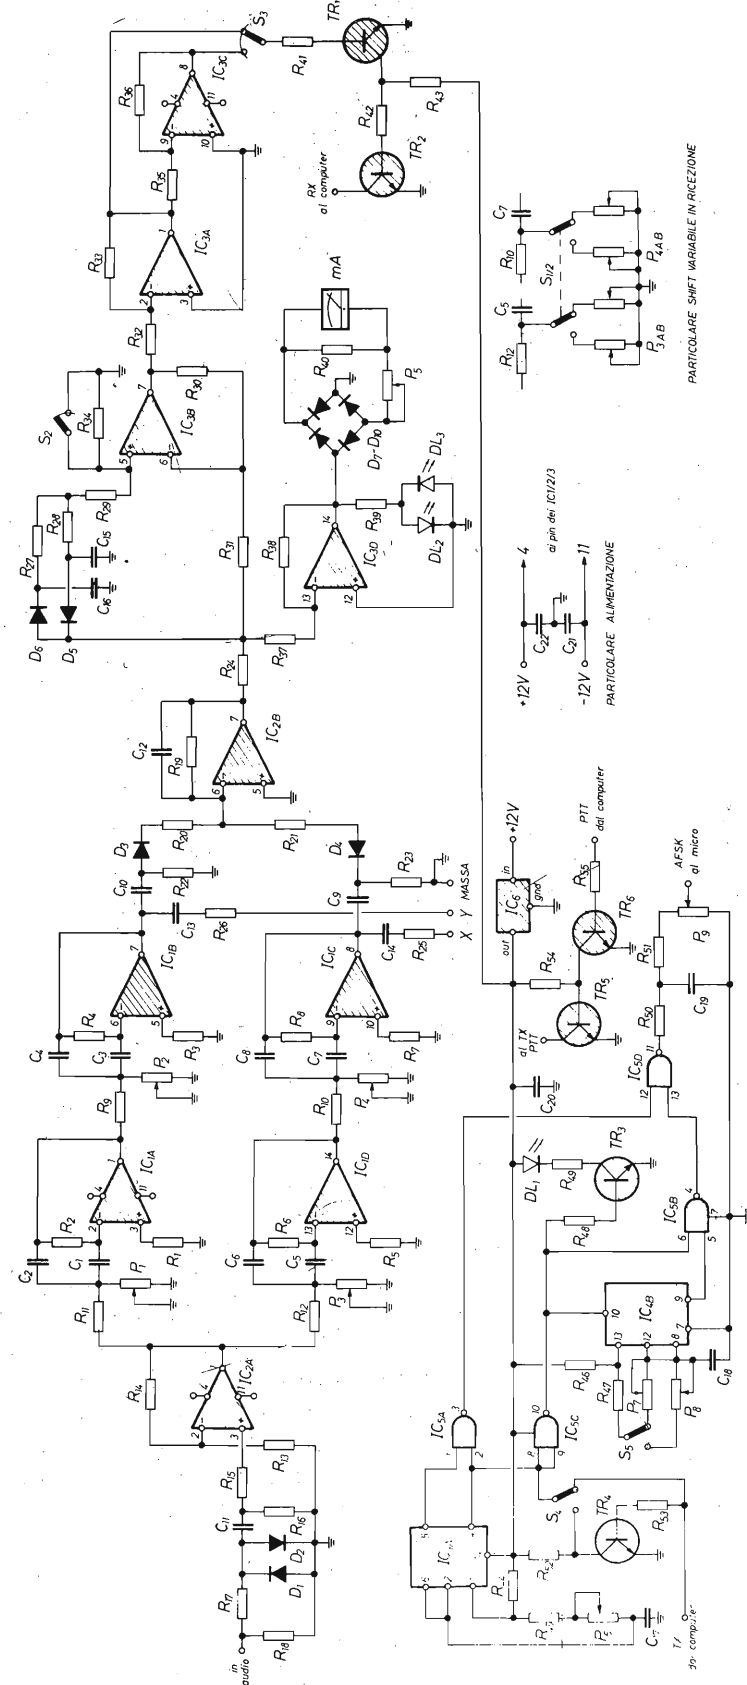 S3
TR1
IC3C
R41
R36
R43
R42
TR2
RX
al computer
R35
IC3A
R33
R32
S2
R34
R30
IC3B
R29
R28
R27
C15
C16
D6
D5
R31
R38
R39
IC3D
DL3
DL2
D7-D10
R40
P5
mA
R37
R24
C12
R19
IC2B
D3
R20
R21
D4
C10
R22
C9
R23
C13
R26
C14
R25
X Y MASSA
IC1B
IC1C
C4
R4
C3
P2
R3
C8
R8
C7
P4
R7
R9
R10
IC1A
IC1D
C2
R2
C1
P1
R1
C6
R6
C5
P3
R5
R11
R12
IC2A
R14
R13
R15
C11
R16
D2
D1
R17
R18
in
audio
C7
R10
S1/2
C5
R12
P4AB
P3AB
PARTICOLARE SHIFT VARIABILE IN RICEZIONE
+12V
4
al pin dei IC1/2/3
C22
C21
-12V
11
PARTICOLARE ALIMENTAZIONE
+12V
in
IC6
gnd
out
PTT
dal computer
R55
TR6
R54
TR5
al TX
PTT
AFSK
al micro
P9
R51
C19
R50
IC5D
C20
DL1
R49
TR3
R48
IC5B
IC4B
R46
R47
P7
P8
C18
S5
IC5A
IC5C
S4
TR4
R53